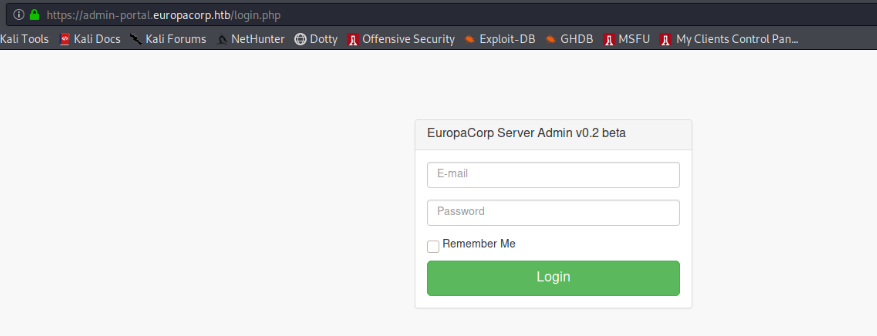 https://admin-portal.europacorp.htb/login.php
Kali Tools Kali Docs Kali Forums NetHunter Dotty Offensive Security Exploit-DB GHDB MSFU My Clients Control Pan...
EuropaCorp Server Admin v0.2 beta
E-mail
Password
Remember Me
Login